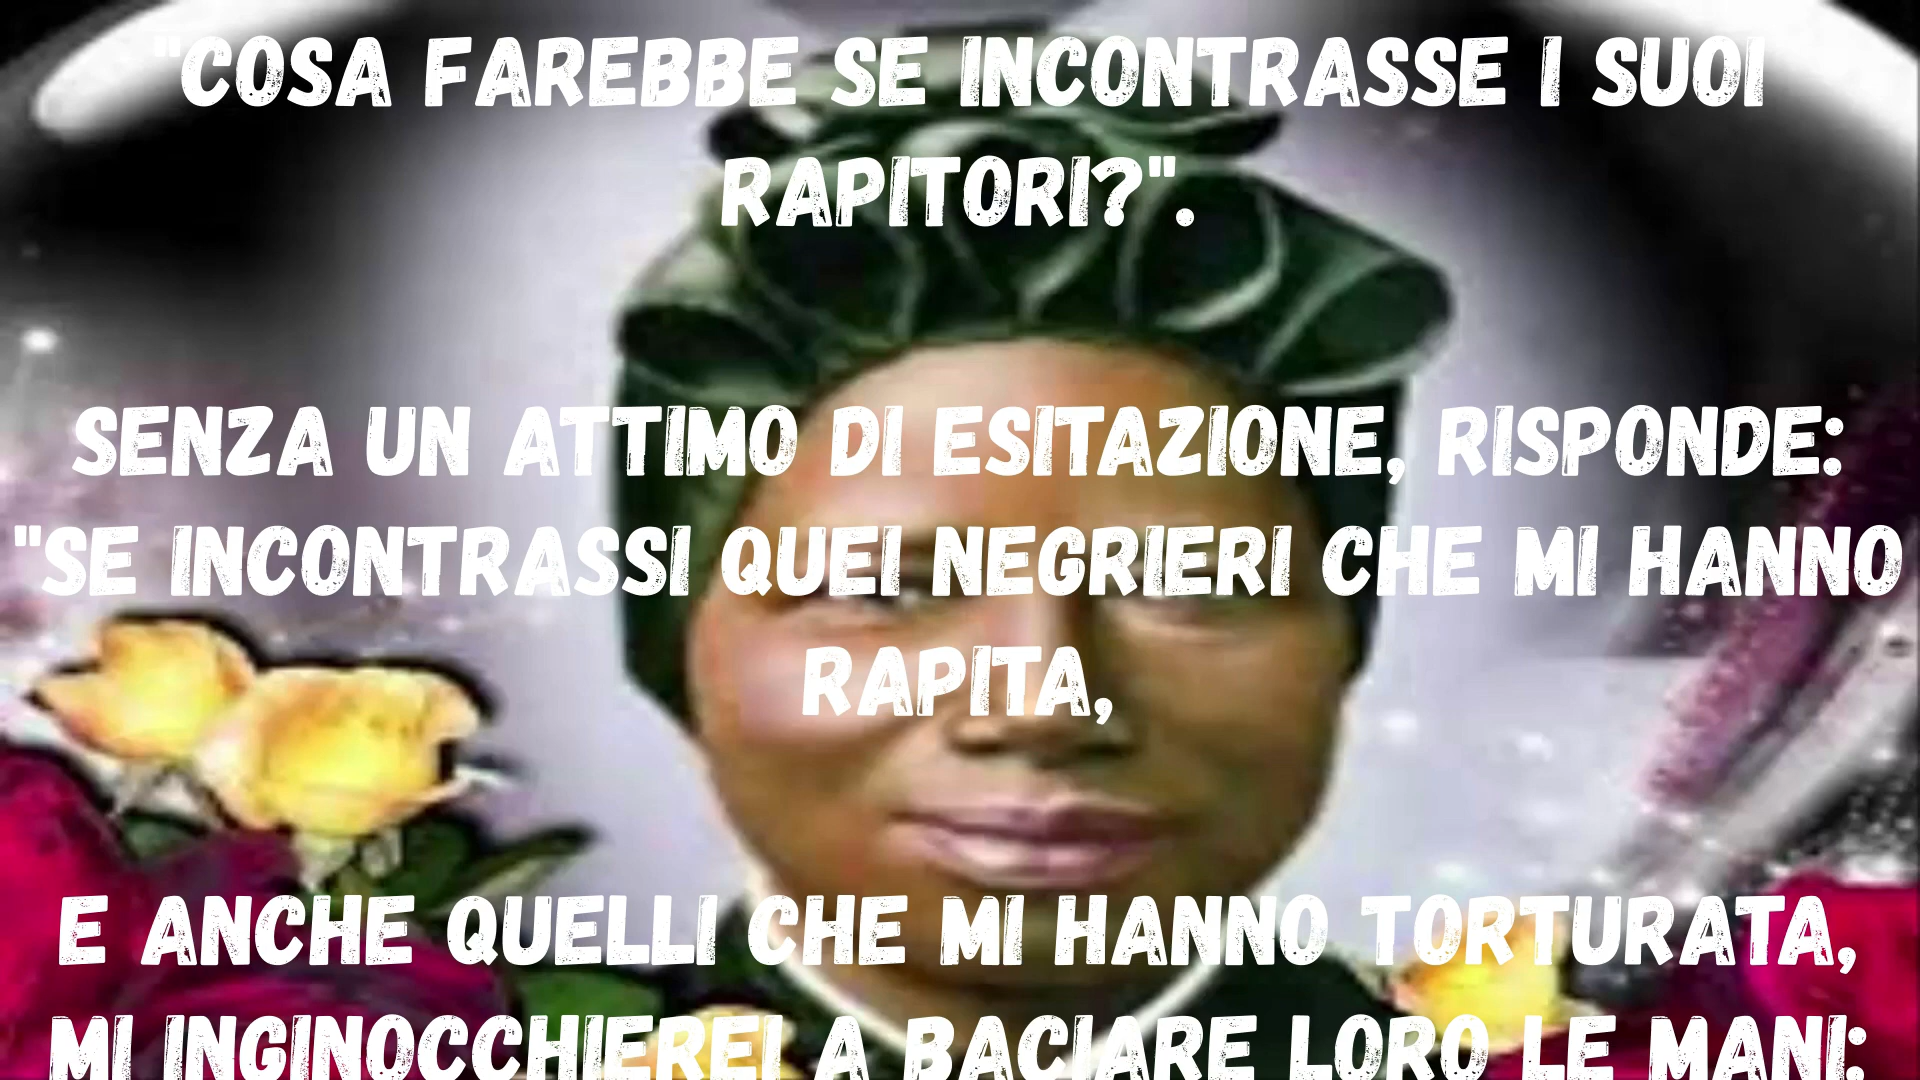 "COSA FAREBBE SE INCONTRASSE I SUOI
RAPITORI?".
SENZA UN ATTIMO DI ESITAZIONE, RISPONDE:
"SE INCONTRASSI QUEI NEGRIERI CHE MI HANNO
RAPITA,
E ANCHE QUELLI CHE MI HANNO TORTURATA,
MI INGINOCCHIEREI A BACIARE LORO LE MANI;